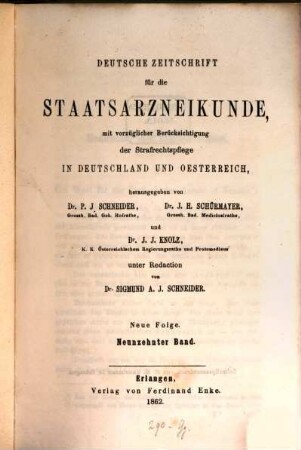 DEUTSCHE ZEITSCHRIFT
für die
STAATSARZNEIKUNDE,
mit vorzüglicher Berücksichtigung
der Strafrechtspflege
IN DEUTSCHLAND UND OESTERREICH,
herausgegeben von
Dr. P. J SCHNEIDER, Dr. J. H. SCHÜRMAYER,
Grossh. Bad. Geh. Hofrathe, Grossh. Bad. Medicinalrathe,
und
Dr. J. J. KNOLZ,
K. K. Österreichischem Regierungsrathe und Protomedicus
unter Redaction
von
Dr. SIGMUND A. J. SCHNEIDER.
Neue Folge.
Neunzehnter Band.
Erlangen,
Verlag von Ferdinand Enke.
1862.